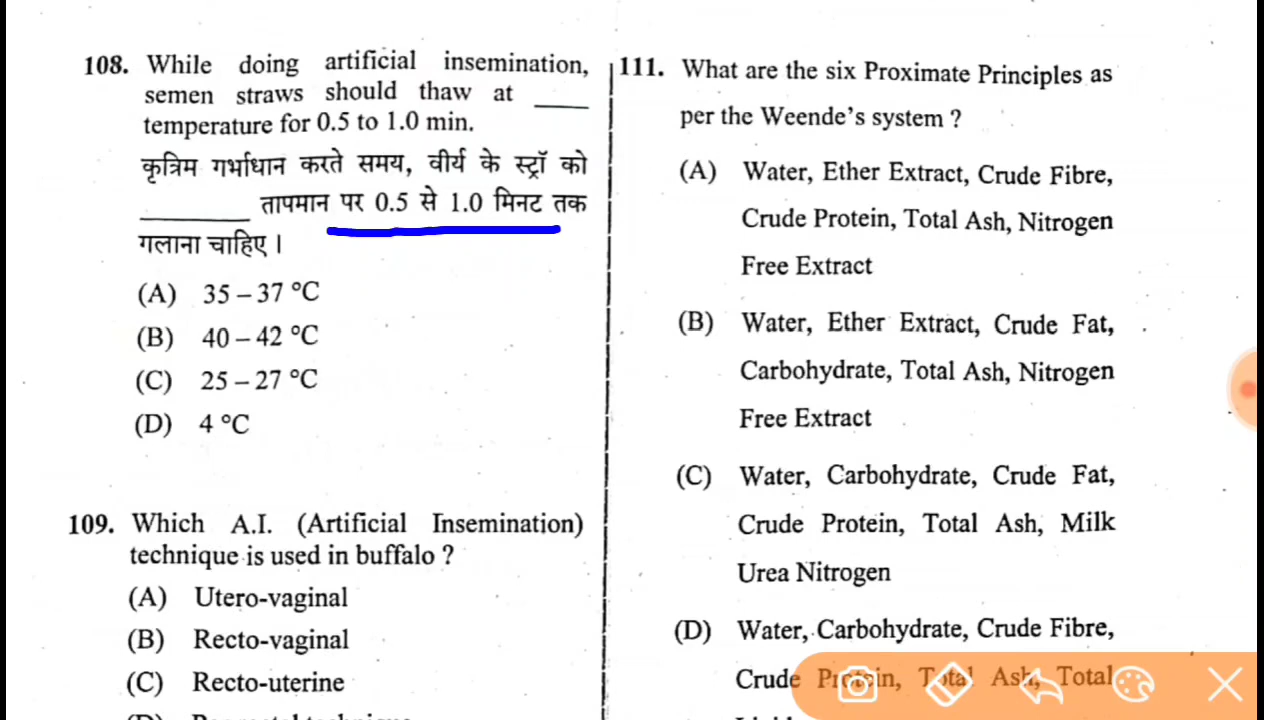 108. While doing artificial insemination,
semen straws should thaw at ____
temperature for 0.5 to 1.0 min.
कृत्रिम गर्भाधान करते समय, वीर्य के स्ट्रॉ को
________ तापमान पर 0.5 से 1.0 मिनट तक
गलाना चाहिए ।
(A) 35 – 37 °C
(B) 40 – 42 °C
(C) 25 – 27 °C
(D) 4 °C
109. Which A.I. (Artificial Insemination)
technique is used in buffalo ?
(A) Utero-vaginal
(B) Recto-vaginal
(C) Recto-uterine
111. What are the six Proximate Principles as
per the Weende's system ?
(A) Water, Ether Extract, Crude Fibre,
Crude Protein, Total Ash, Nitrogen
Free Extract
(B) Water, Ether Extract, Crude Fat,
Carbohydrate, Total Ash, Nitrogen
Free Extract
(C) Water, Carbohydrate, Crude Fat,
Crude Protein, Total Ash, Milk
Urea Nitrogen
(D) Water, Carbohydrate, Crude Fibre,
Crude Protein, Total Ash, Total